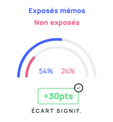 Exposés mémos
Non exposés
54% 24%
+30pts
ÉCART SIGNIF.